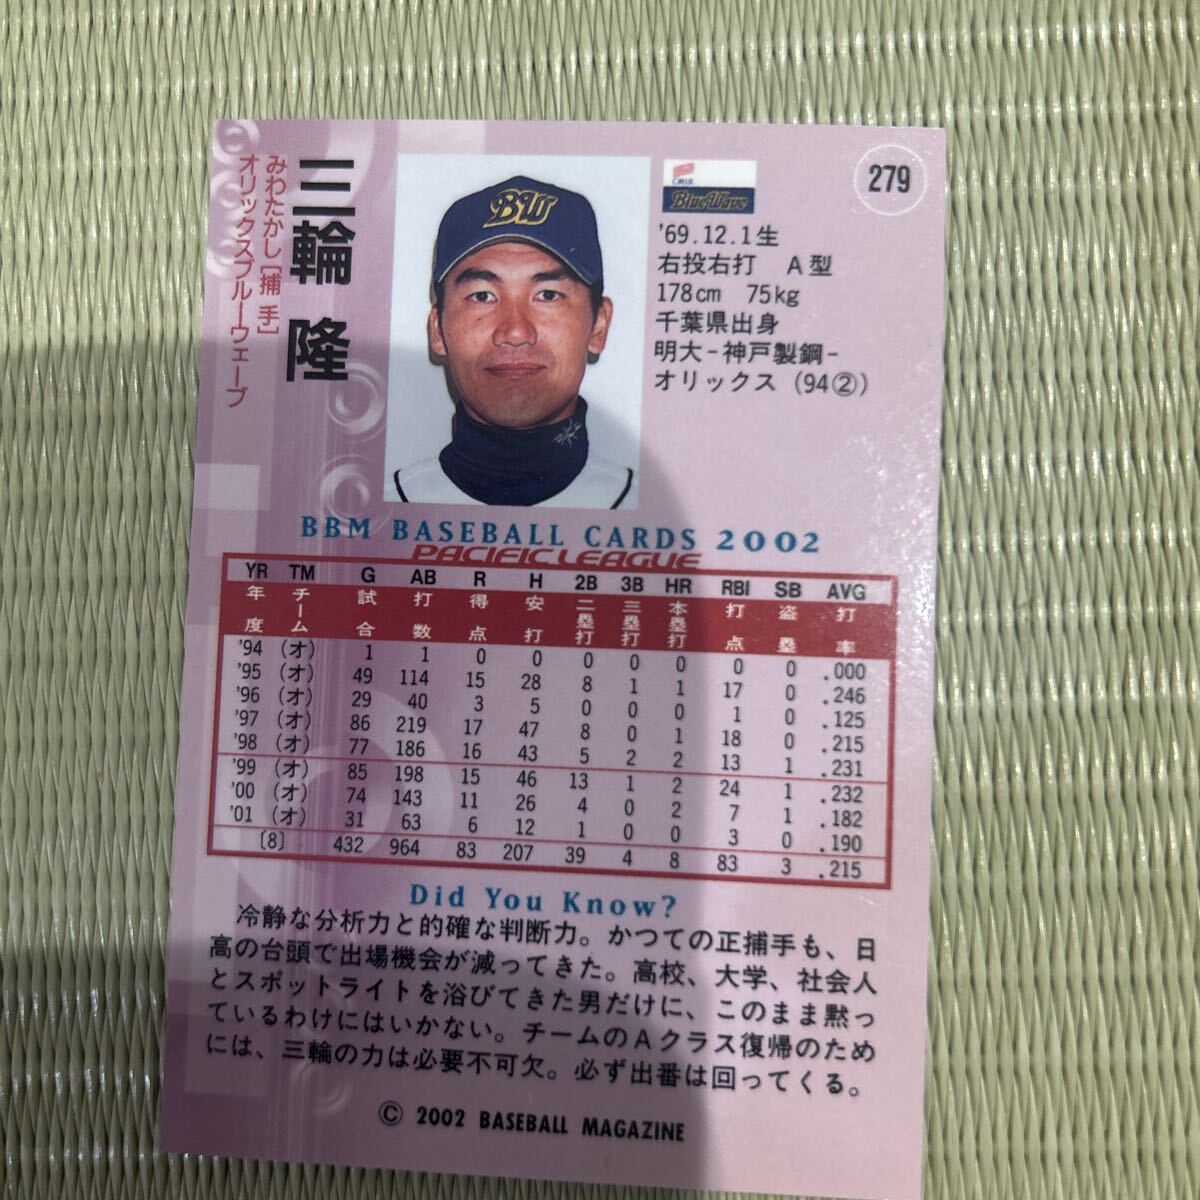 279
三輪 隆
みわたかし[捕 手]
オリックスブルーウェーブ
BW
ORIX
BlueWave
'69.12.1生
右投右打 A型
178cm 75kg
千葉県出身
明大-神戸製鋼-
オリックス(94②)
BBM BASEBALL CARDS 2002
PACIFIC LEAGUE
YR TM G AB R H 2B 3B HR RBI SB AVG
年度 チーム 試合 打数 得点 安打 二塁打 三塁打 本塁打 打点 盗塁 打率
'94 (オ) 1 1 0 0 0 0 0 0 0 .000
'95 (オ) 49 114 15 28 8 1 1 17 0 .246
'96 (オ) 29 40 3 5 0 0 0 1 0 .125
'97 (オ) 86 219 17 47 8 0 1 18 0 .215
'98 (オ) 77 186 16 43 5 2 2 13 1 .231
'99 (オ) 85 198 15 46 13 1 2 24 1 .232
'00 (オ) 74 143 11 26 4 0 2 7 1 .182
'01 (オ) 31 63 6 12 1 0 0 3 0 .190
[8] 432 964 83 207 39 4 8 83 3 .215
Did You Know?
冷静な分析力と的確な判断力。かつての正捕手も、日
高の台頭で出場機会が減ってきた。高校、大学、社会人
とスポットライトを浴びてきた男だけに、このまま黙っ
ているわけにはいかない。チームのAクラス復帰のため
には、三輪の力は必要不可欠。必ず出番は回ってくる。
© 2002 BASEBALL MAGAZINE